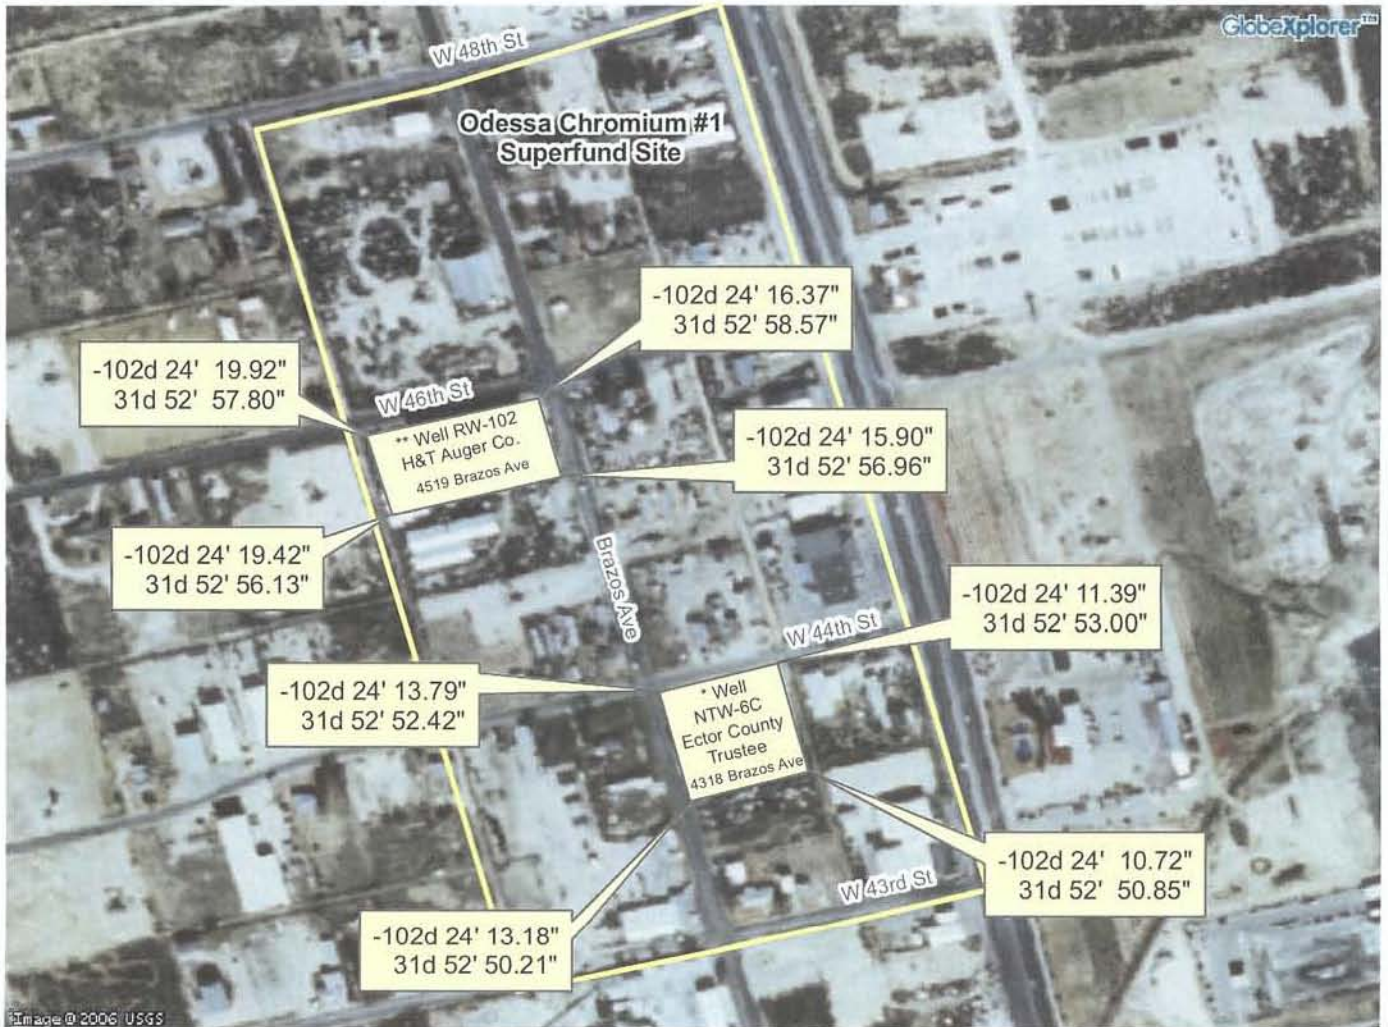 GlobeXplorer™
W 48th St
Odessa Chromium #1
Superfund Site
-102d 24' 16.37"
31d 52' 58.57"
-102d 24' 19.92"
31d 52' 57.80"
W 46th St
** Well RW-102
H&T Auger Co.
4519 Brazos Ave
-102d 24' 15.90"
31d 52' 56.96"
-102d 24' 19.42"
31d 52' 56.13"
Brazos Ave
-102d 24' 11.39"
31d 52' 53.00"
W 44th St
-102d 24' 13.79"
31d 52' 52.42"
* Well
NTW-6C
Ector County
Trustee
4318 Brazos Ave
-102d 24' 10.72"
31d 52' 50.85"
W 43rd St
-102d 24' 13.18"
31d 52' 50.21"
Image © 2006 USGS